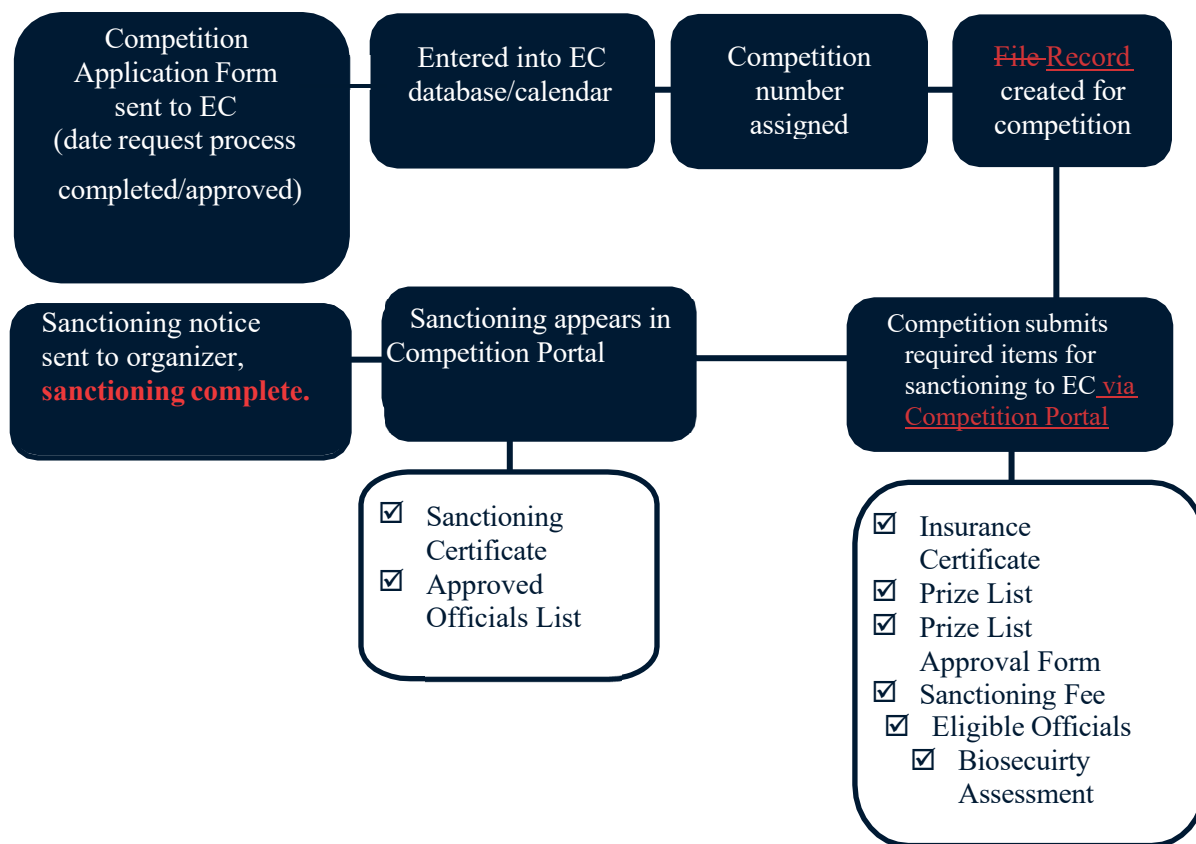 Competition
Application Form
sent to EC
(date request process
completed/approved)
Entered into EC
database/calendar
Competition
number
assigned
File Record
created for
competition
Sanctioning notice
sent to organizer,
sanctioning complete.
Sanctioning appears in
Competition Portal
Competition submits
required items for
sanctioning to EC via
Competition Portal
☑ Sanctioning
Certificate
☑ Approved
Officials List
☑ Insurance
Certificate
☑ Prize List
☑ Prize List
Approval Form
☑ Sanctioning Fee
☑ Eligible Officials
☑ Biosecuirty
Assessment